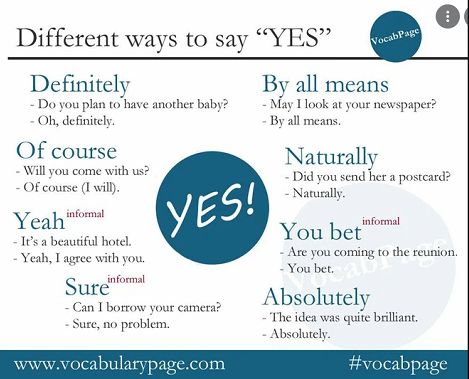 Different ways to say “YES”
VocabPage
Definitely
- Do you plan to have another baby?
- Oh, definitely.
By all means
- May I look at your newspaper?
- By all means.
Of course
- Will you come with us?
- Of course (I will).
Naturally
- Did you send her a postcard?
- Naturally.
YES!
Yeah informal
- It’s a beautiful hotel.
- Yeah, I agree with you.
You bet informal
- Are you coming to the reunion.
- You bet.
Sure informal
- Can I borrow your camera?
- Sure, no problem.
Absolutely
- The idea was quite brilliant.
- Absolutely.
VocabPage
www.vocabularypage.com
#vocabpage